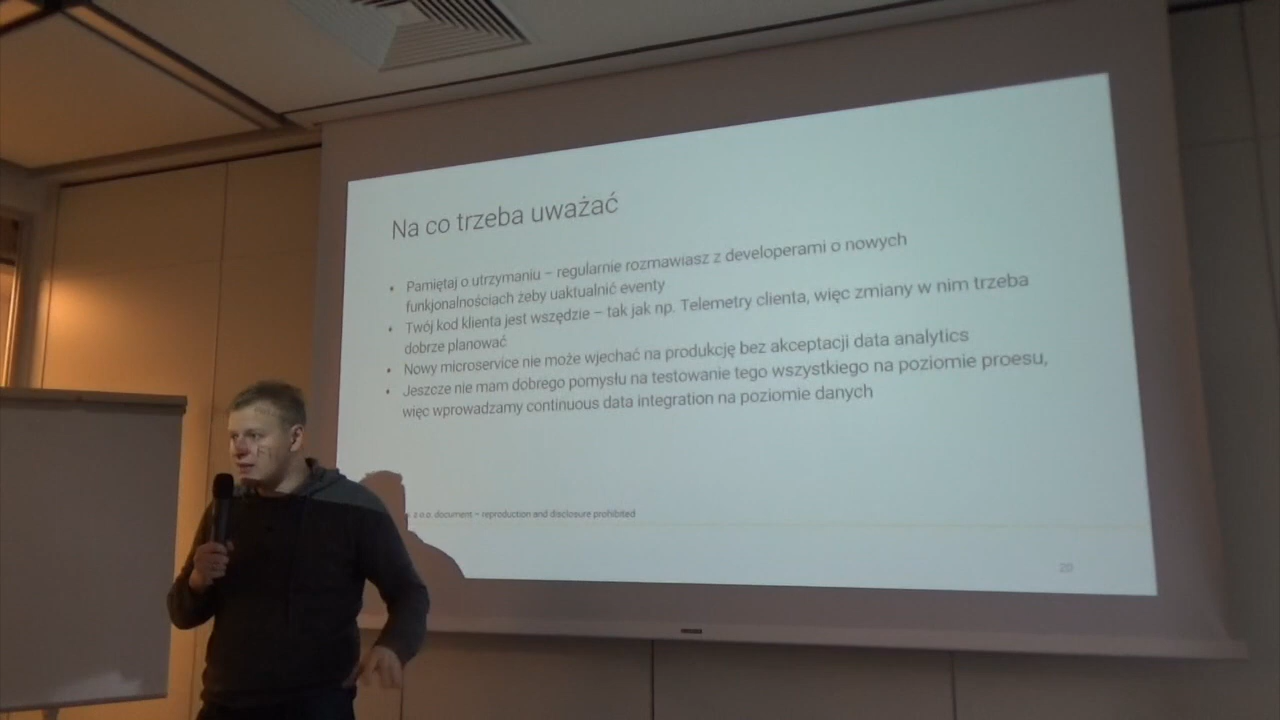 Na co trzeba uważać
• Pamiętaj o utrzymaniu – regularnie rozmawiasz z developerami o nowych
funkjonalnościach żeby uaktualnić eventy
• Twój kod klienta jest wszędzie – tak jak np. Telemetry clienta, więc zmiany w nim trzeba
dobrze planować
• Nowy microservice nie może wjechać na produkcję bez akceptacji data analytics
• Jeszcze nie mam dobrego pomysłu na testowanie tego wszystkiego na poziomie proesu,
więc wprowadzamy continuous data integration na poziomie danych
z o.o. document – reproduction and disclosure prohibited
20